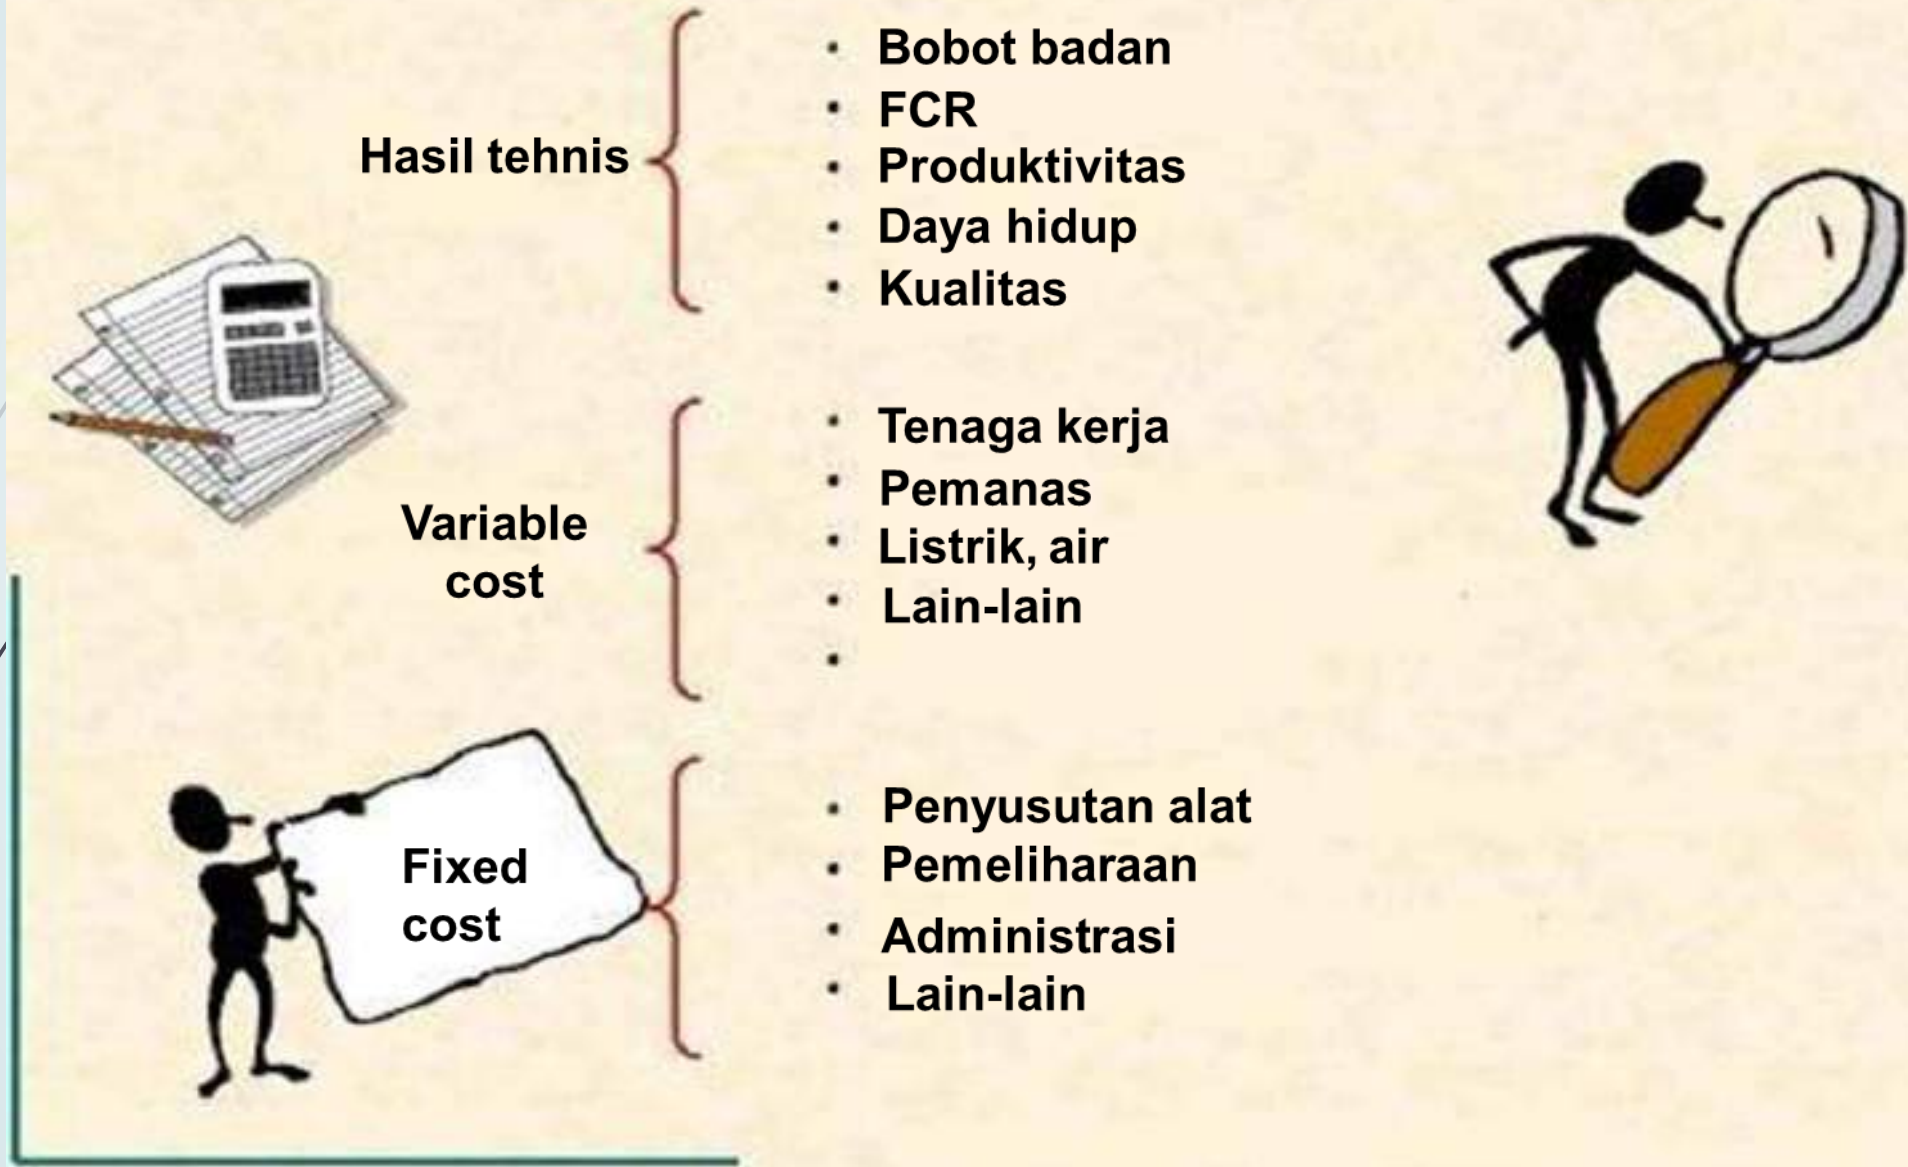 Hasil tehnis
· Bobot badan
· FCR
· Produktivitas
· Daya hidup
· Kualitas
Variable
cost
· Tenaga kerja
· Pemanas
· Listrik, air
· Lain-lain
·
Fixed
cost
· Penyusutan alat
· Pemeliharaan
· Administrasi
· Lain-lain